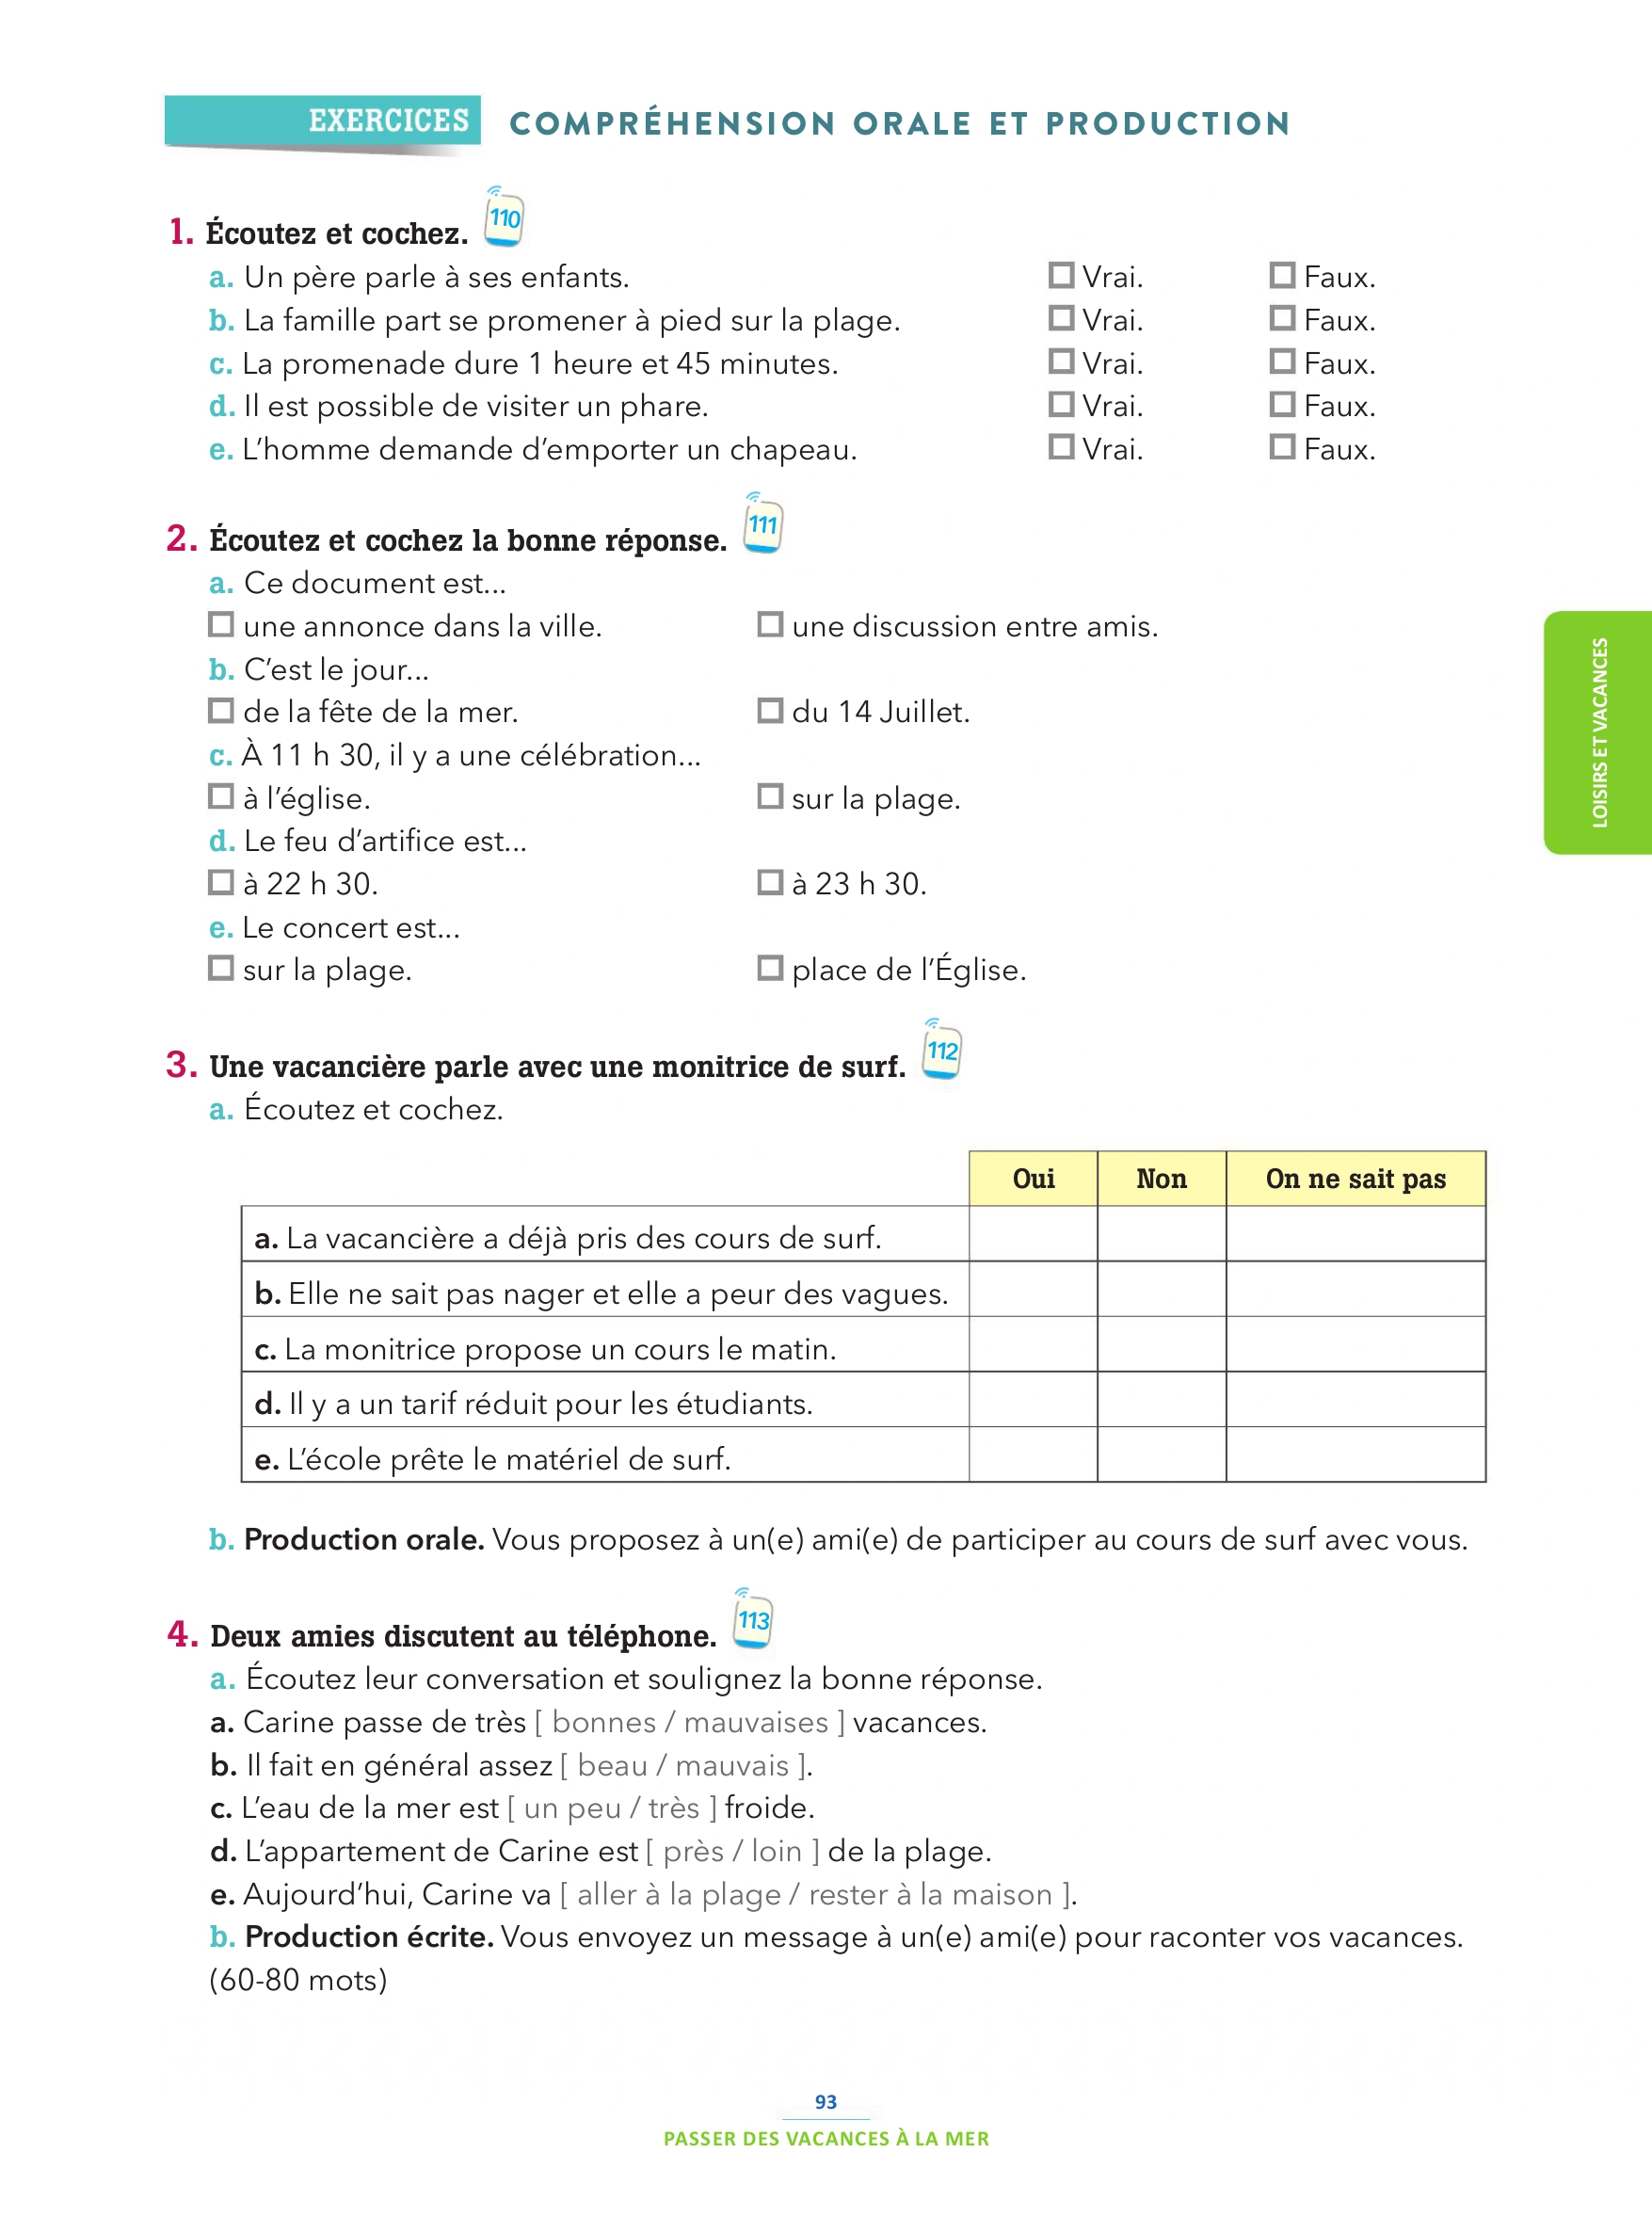 EXERCICES COMPRÉHENSION ORALE ET PRODUCTION
1. Écoutez et cochez. 110
a. Un père parle à ses enfants. Vrai. Faux.
b. La famille part se promener à pied sur la plage. Vrai. Faux.
c. La promenade dure 1 heure et 45 minutes. Vrai. Faux.
d. Il est possible de visiter un phare. Vrai. Faux.
e. L'homme demande d'emporter un chapeau. Vrai. Faux.
2. Écoutez et cochez la bonne réponse. 111
a. Ce document est...
une annonce dans la ville. une discussion entre amis.
b. C'est le jour...
de la fête de la mer. du 14 Juillet.
c. À 11 h 30, il y a une célébration...
à l'église. sur la plage.
d. Le feu d'artifice est...
à 22 h 30. à 23 h 30.
e. Le concert est...
sur la plage. place de l'Église.
LOISIRS ET VACANCES
3. Une vacancière parle avec une monitrice de surf. 112
a. Écoutez et cochez.
Oui Non On ne sait pas
a. La vacancière a déjà pris des cours de surf.
b. Elle ne sait pas nager et elle a peur des vagues.
c. La monitrice propose un cours le matin.
d. Il y a un tarif réduit pour les étudiants.
e. L'école prête le matériel de surf.
b. Production orale. Vous proposez à un(e) ami(e) de participer au cours de surf avec vous.
4. Deux amies discutent au téléphone. 113
a. Écoutez leur conversation et soulignez la bonne réponse.
a. Carine passe de très [ bonnes / mauvaises ] vacances.
b. Il fait en général assez [ beau / mauvais ].
c. L'eau de la mer est [ un peu / très ] froide.
d. L'appartement de Carine est [ près / loin ] de la plage.
e. Aujourd'hui, Carine va [ aller à la plage / rester à la maison ].
b. Production écrite. Vous envoyez un message à un(e) ami(e) pour raconter vos vacances.
(60-80 mots)
93
PASSER DES VACANCES À LA MER